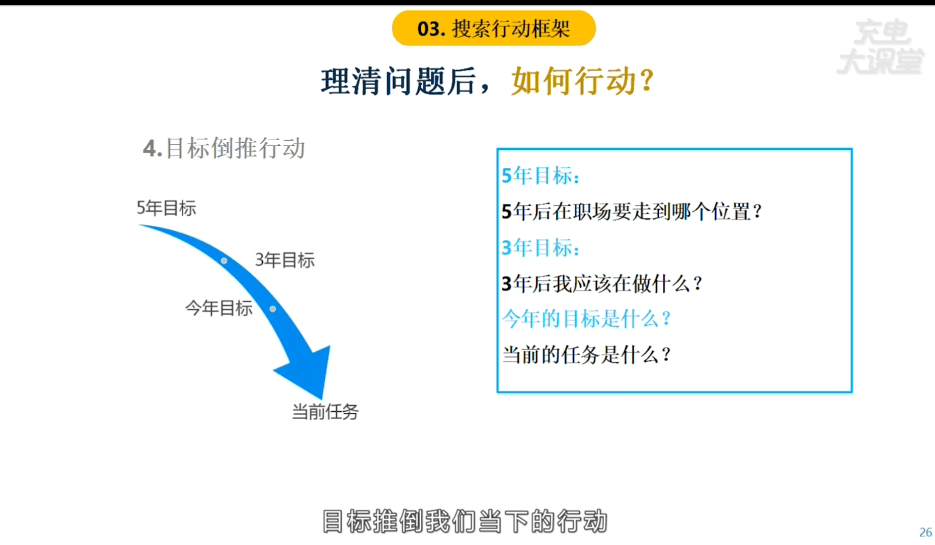 03. 搜索行动框架
充电
大课堂
理清问题后，如何行动？
4.目标倒推行动
5年目标
3年目标
今年目标
当前任务
5年目标：
5年后在职场要走到哪个位置？
3年目标：
3年后我应该在做什么？
今年的目标是什么？
当前的任务是什么？
目标推倒我们当下的行动
26